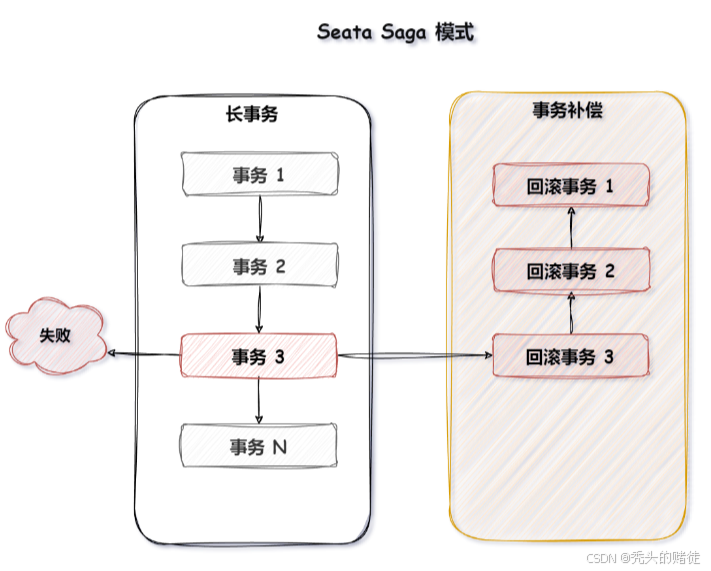 Seata Saga 模式
长事务
事务 1
事务 2
事务 3
事务 N
失败
事务补偿
回滚事务 1
回滚事务 2
回滚事务 3
CSDN @秃头的赌徒